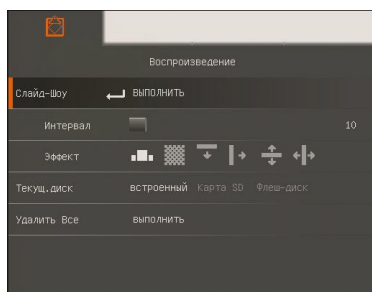 Воспроизведение
Слайд-Шоу ВЫПОЛНИТЬ
Интервал 10
Эффект
Текущ.диск встроенный Карта SD Флеш-диск
Удалить Все ВЫПОЛНИТЬ